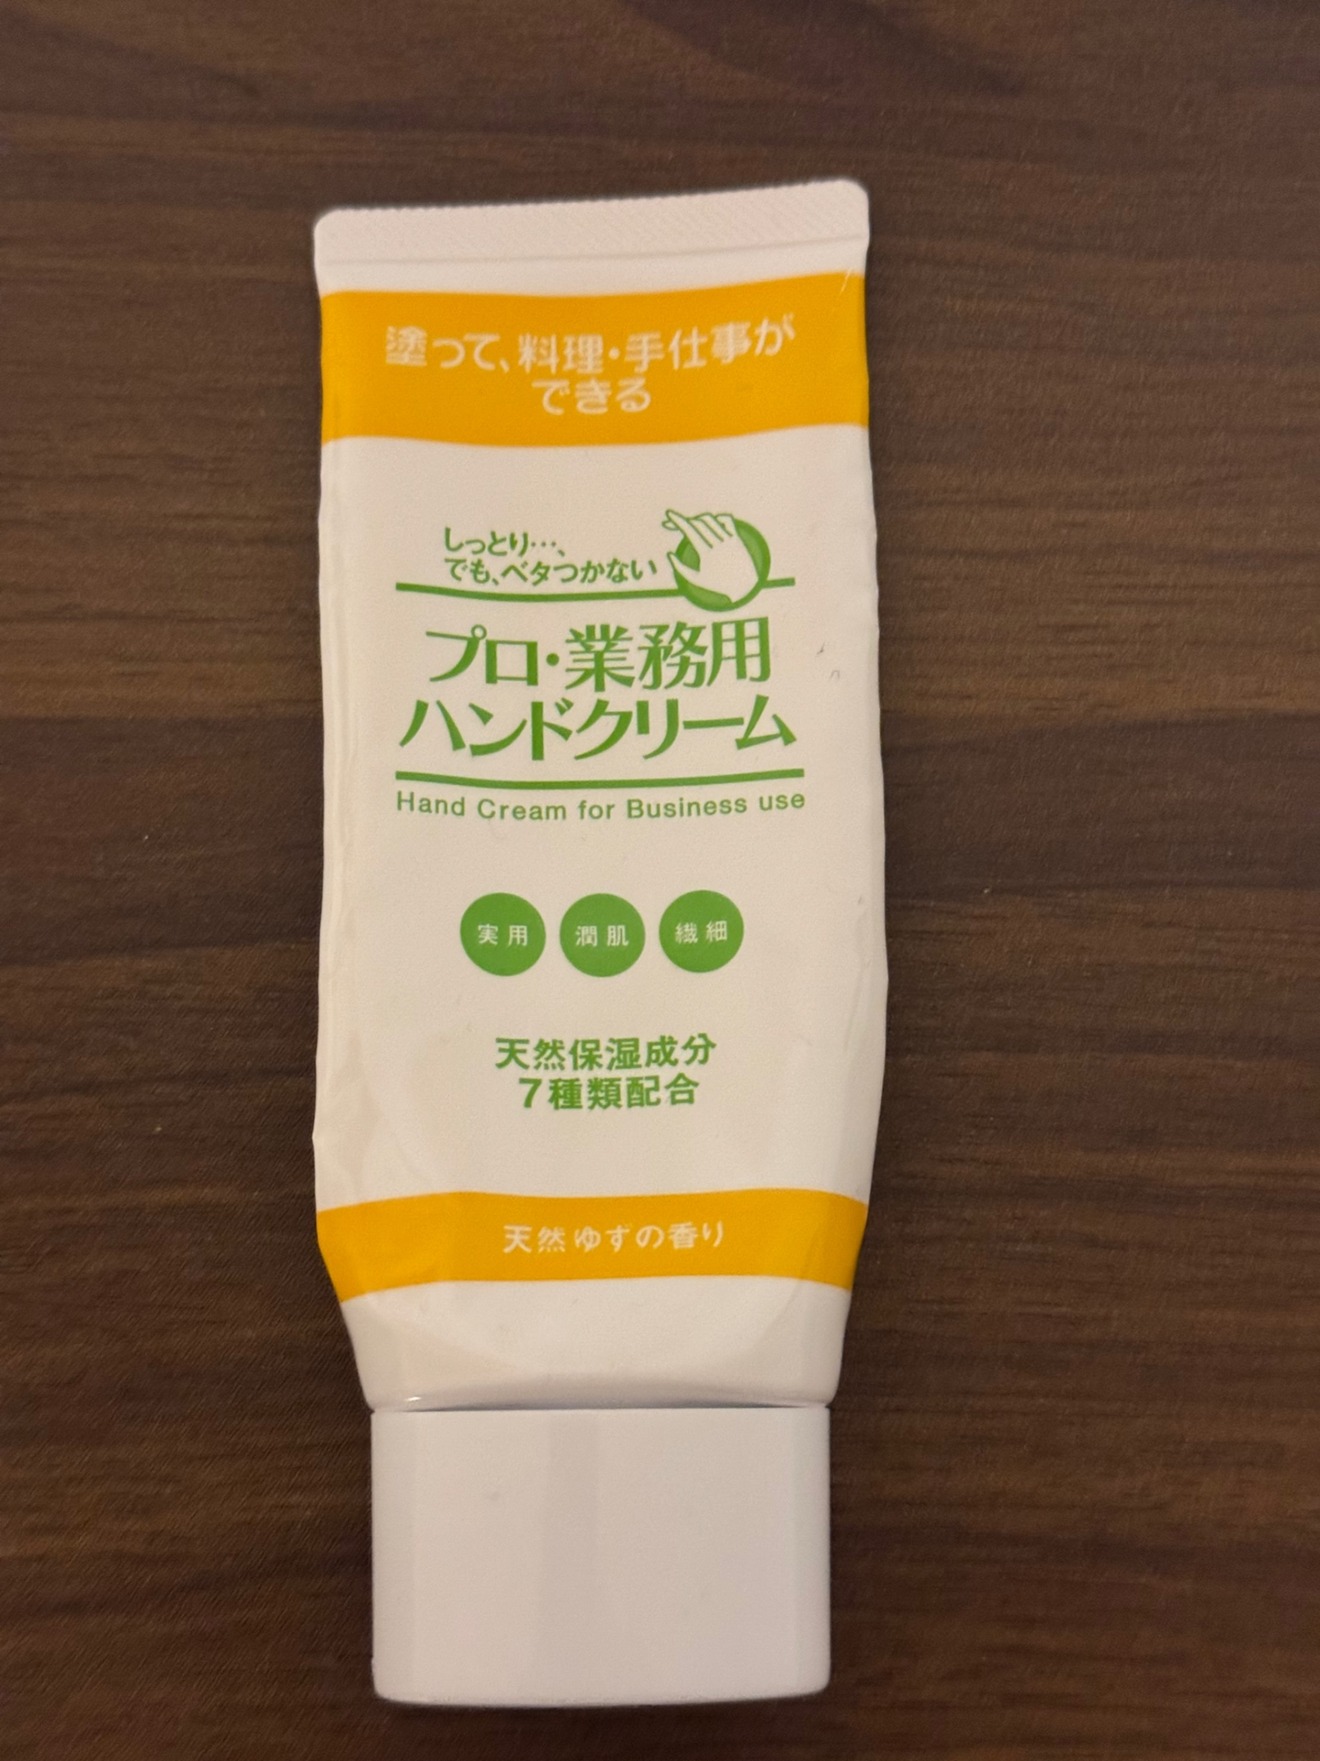 塗って、料理・手仕事が
できる
しっとり…、
でも、ベタつかない
プロ・業務用
ハンドクリーム
Hand Cream for Business use
実用 潤肌 繊細
天然保湿成分
7種類配合
天然ゆずの香り